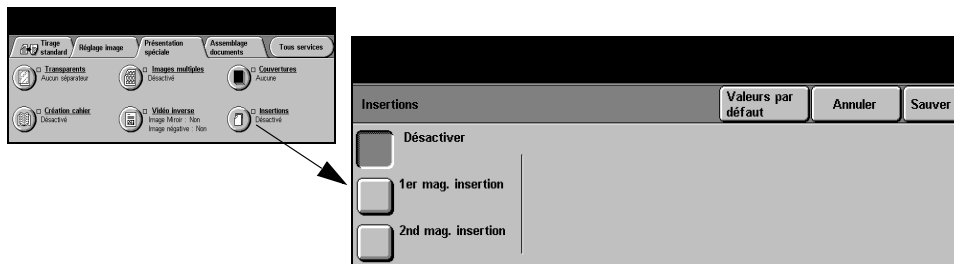 Tirage standard
Réglage image
Présentation spéciale
Assemblage documents
Tous services
Transparents
Aucun séparateur
Images multiples
Désactivé
Couvertures
Aucune
Création cahier
Désactivé
Vidéo inverse
Image Miroir : Non
Image négative : Non
Insertions
Désactivé
Insertions
Valeurs par défaut
Annuler
Sauver
Désactiver
1er mag. insertion
2nd mag. insertion